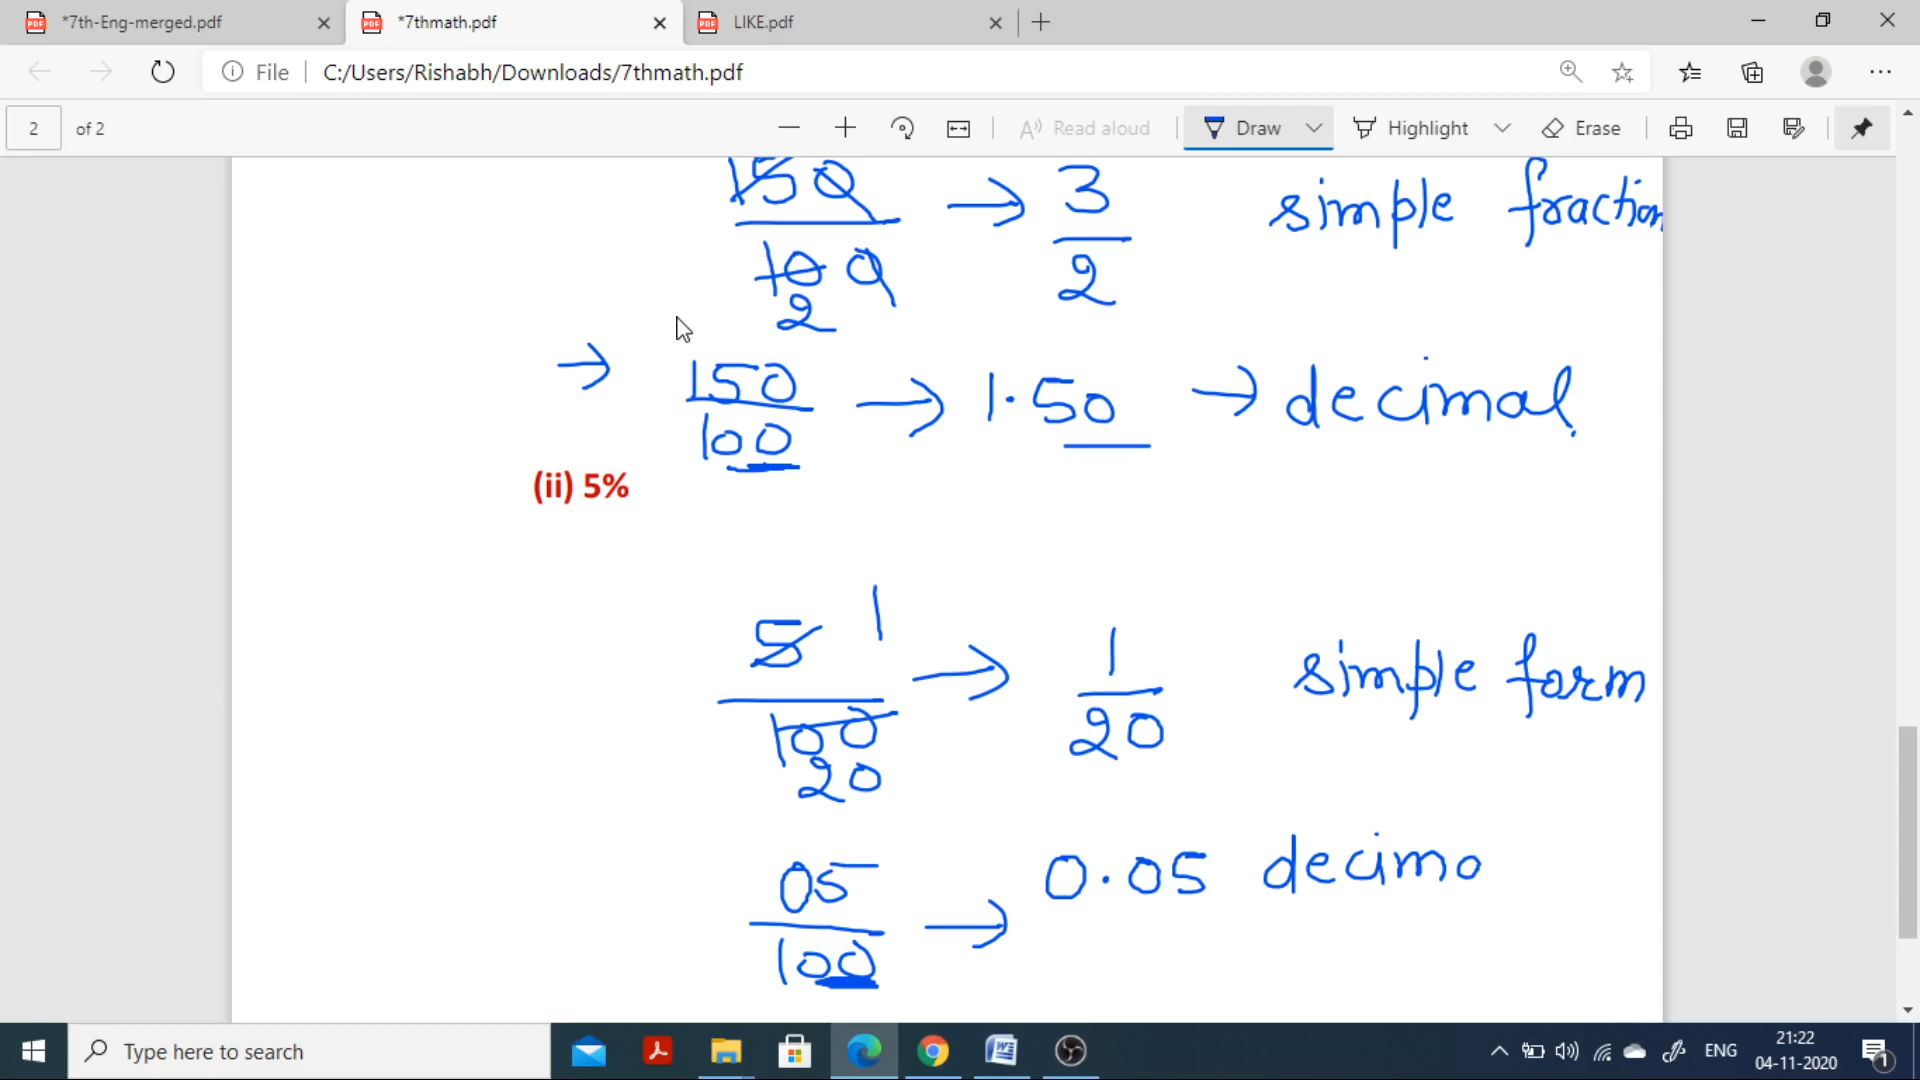 *7th-Eng-merged.pdf *7thmath.pdf LIKE.pdf
File C:/Users/Rishabh/Downloads/7thmath.pdf
2 of 2 Read aloud Draw Highlight Erase
150 → 3 simple fraction
100 2
2
→ 150 → 1.50 → decimal
100
(ii) 5%
5 1 → 1 simple form
100 20
20
05 → 0.05 decima
100
Type here to search ENG 21:22
04-11-2020 1